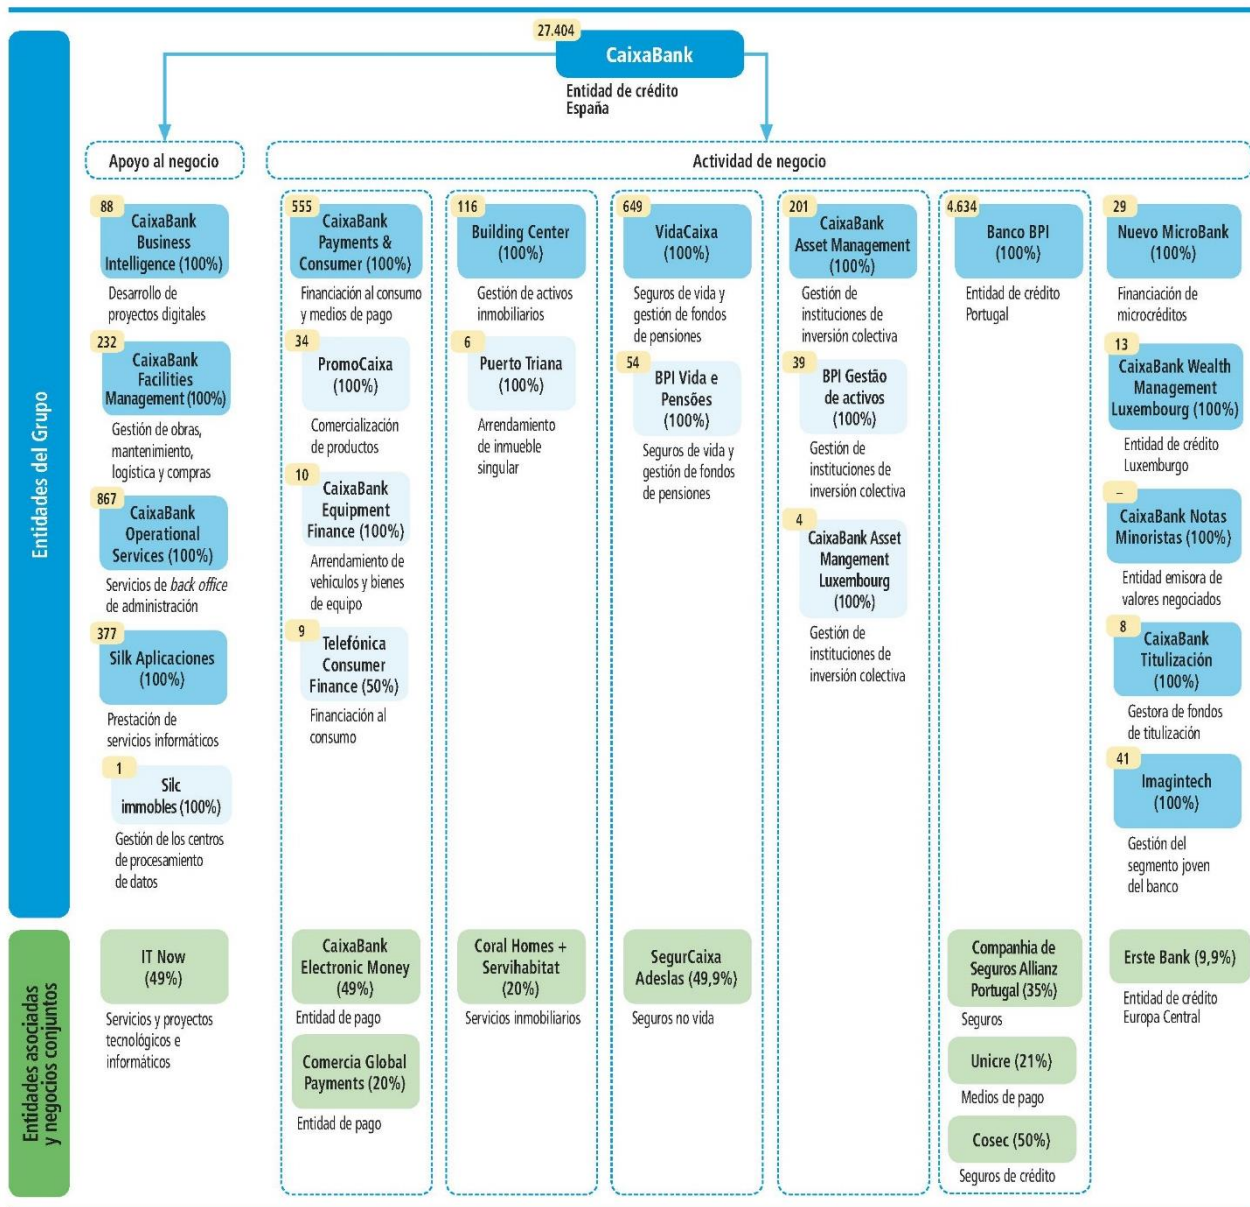 27.404
CaixaBank
Entidad de crédito
España
Entidades del Grupo
Apoyo al negocio
88
CaixaBank
Business
Intelligence (100%)
Desarrollo de
proyectos digitales
232
CaixaBank
Facilities
Management (100%)
Gestión de obras,
mantenimiento,
logística y compras
867
CaixaBank
Operational
Services (100%)
Servicios de back office
de administración
377
Silk Aplicaciones
(100%)
Prestación de
servicios informáticos
1
Silc
immobles (100%)
Gestión de los centros
de procesamiento
de datos
Actividad de negocio
555
CaixaBank
Payments &
Consumer (100%)
Financiación al consumo
y medios de pago
34
PromoCaixa
(100%)
Comercialización
de productos
10
CaixaBank
Equipment
Finance (100%)
Arrendamiento de
vehículos y bienes
de equipo
9
Telefónica
Consumer
Finance (50%)
Financiación al
consumo
116
Building Center
(100%)
Gestión de activos
inmobiliarios
6
Puerto Triana
(100%)
Arrendamiento
de inmueble
singular
649
VidaCaixa
(100%)
Seguros de vida y
gestión de fondos
de pensiones
54
BPI Vida e
Pensões
(100%)
Seguros de vida y
gestión de fondos
de pensiones
201
CaixaBank
Asset Management
(100%)
Gestión de
instituciones de
inversión colectiva
39
BPI Gestão
de activos
(100%)
Gestión de
instituciones de
inversión colectiva
4
CaixaBank Asset
Mangement
Luxembourg
(100%)
Gestión de
instituciones de
inversión colectiva
4.634
Banco BPI
(100%)
Entidad de crédito
Portugal
29
Nuevo MicroBank
(100%)
Financiación de
microcréditos
13
CaixaBank Wealth
Management
Luxembourg (100%)
Entidad de crédito
Luxemburgo
–
CaixaBank Notas
Minoristas (100%)
Entidad emisora de
valores negociados
8
CaixaBank
Titulización
(100%)
Gestora de fondos
de titulización
41
Imagintech
(100%)
Gestión del
segmento joven
del banco
Entidades asociadas
y negocios conjuntos
IT Now
(49%)
Servicios y proyectos
tecnológicos e
informáticos
CaixaBank
Electronic Money
(49%)
Entidad de pago
Comercia Global
Payments (20%)
Entidad de pago
Coral Homes +
Servihabitat
(20%)
Servicios inmobiliarios
SegurCaixa
Adeslas (49,9%)
Seguros no vida
Companhia de
Seguros Allianz
Portugal (35%)
Seguros
Unicre (21%)
Medios de pago
Cosec (50%)
Seguros de crédito
Erste Bank (9,9%)
Entidad de crédito
Europa Central